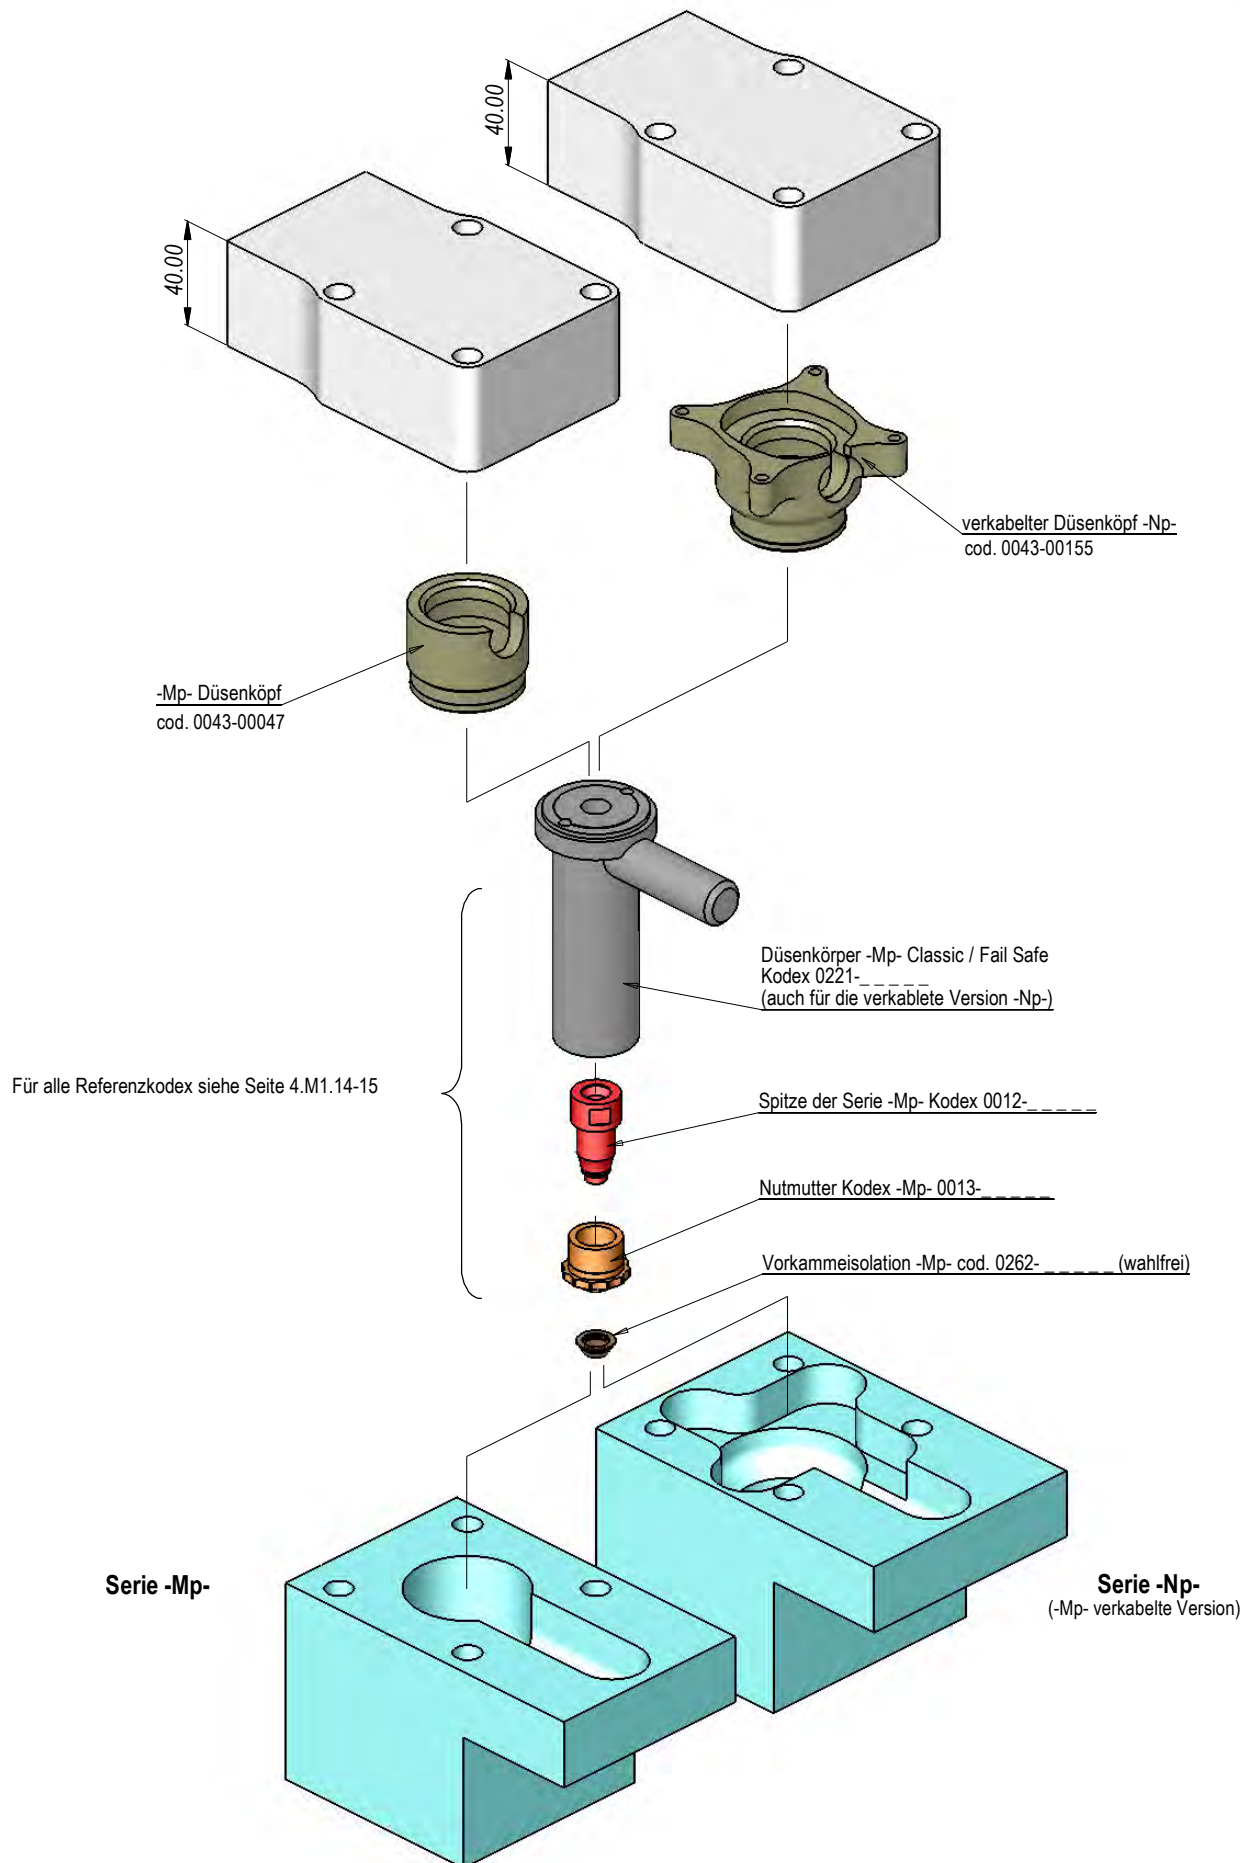 40.00
40.00
verkabelter Düsenköpf -Np-
cod. 0043-00155
-Mp- Düsenköpf
cod. 0043-00047
Düsenkörper -Mp- Classic / Fail Safe
Kodex 0221-_ _ _ _ _
(auch für die verkablete Version -Np-)
Für alle Referenzkodex siehe Seite 4.M1.14-15
Spitze der Serie -Mp- Kodex 0012-_ _ _ _ _
Nutmutter Kodex -Mp- 0013-_ _ _ _ _
Vorkammeisolation -Mp- cod. 0262- _ _ _ _ _ (wahlfrei)
Serie -Mp-
Serie -Np-
(-Mp- verkabelte Version)